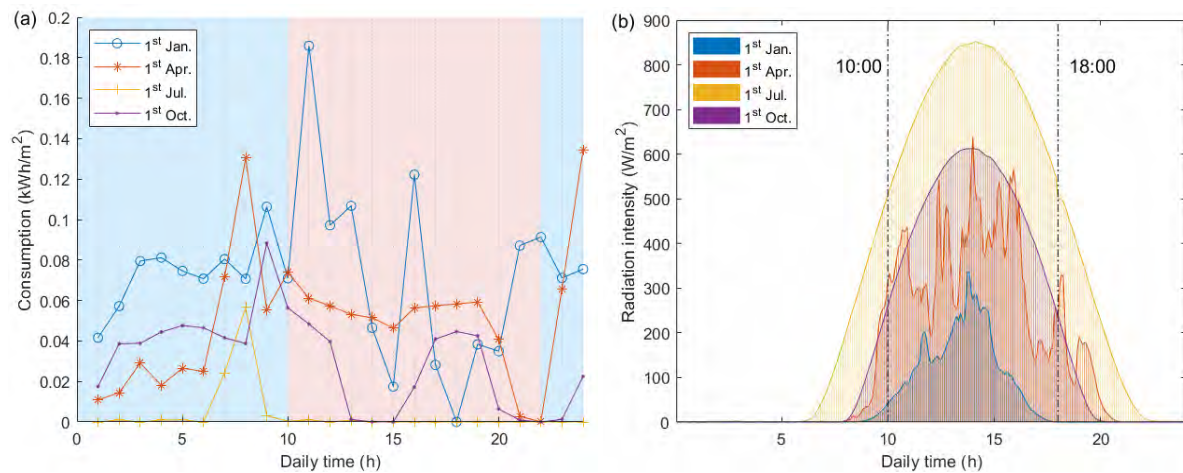 (a)
0.2
0.18
0.16
0.14
0.12
0.1
0.08
0.06
0.04
0.02
0
Consumption (kWh/m²)
1ˢᵗ Jan.
1ˢᵗ Apr.
1ˢᵗ Jul.
1ˢᵗ Oct.
0 5 10 15 20
Daily time (h)
(b)
900
800
700
600
500
400
300
200
100
0
Radiation intensity (W/m²)
1ˢᵗ Jan.
1ˢᵗ Apr.
1ˢᵗ Jul.
1ˢᵗ Oct.
10:00 18:00
5 10 15 20
Daily time (h)